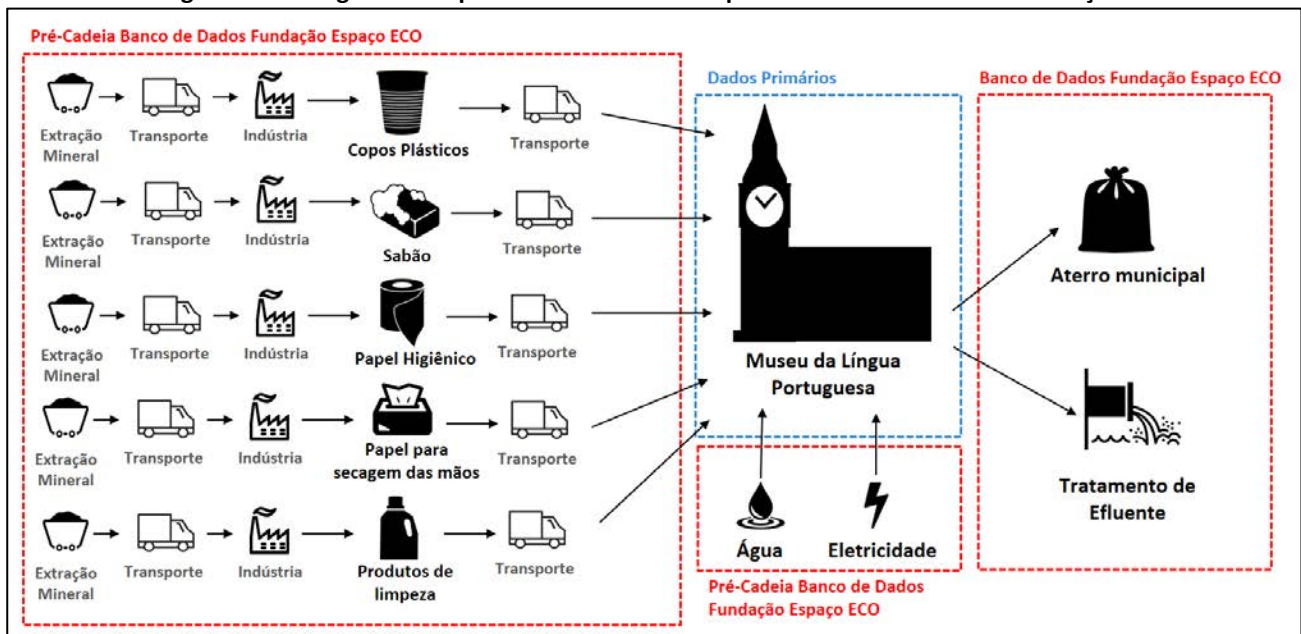 Pré-Cadeia Banco de Dados Fundação Espaço ECO
Extração
Mineral
Transporte
Indústria
Copos Plásticos
Transporte
Extração
Mineral
Transporte
Indústria
Sabão
Transporte
Extração
Mineral
Transporte
Indústria
Papel Higiênico
Transporte
Extração
Mineral
Transporte
Indústria
Papel para
secagem das mãos
Transporte
Extração
Mineral
Transporte
Indústria
Produtos de
limpeza
Transporte
Dados Primários
Museu da Língua
Portuguesa
Água
Eletricidade
Pré-Cadeia Banco de Dados
Fundação Espaço ECO
Banco de Dados Fundação Espaço ECO
Aterro municipal
Tratamento de
Efluente